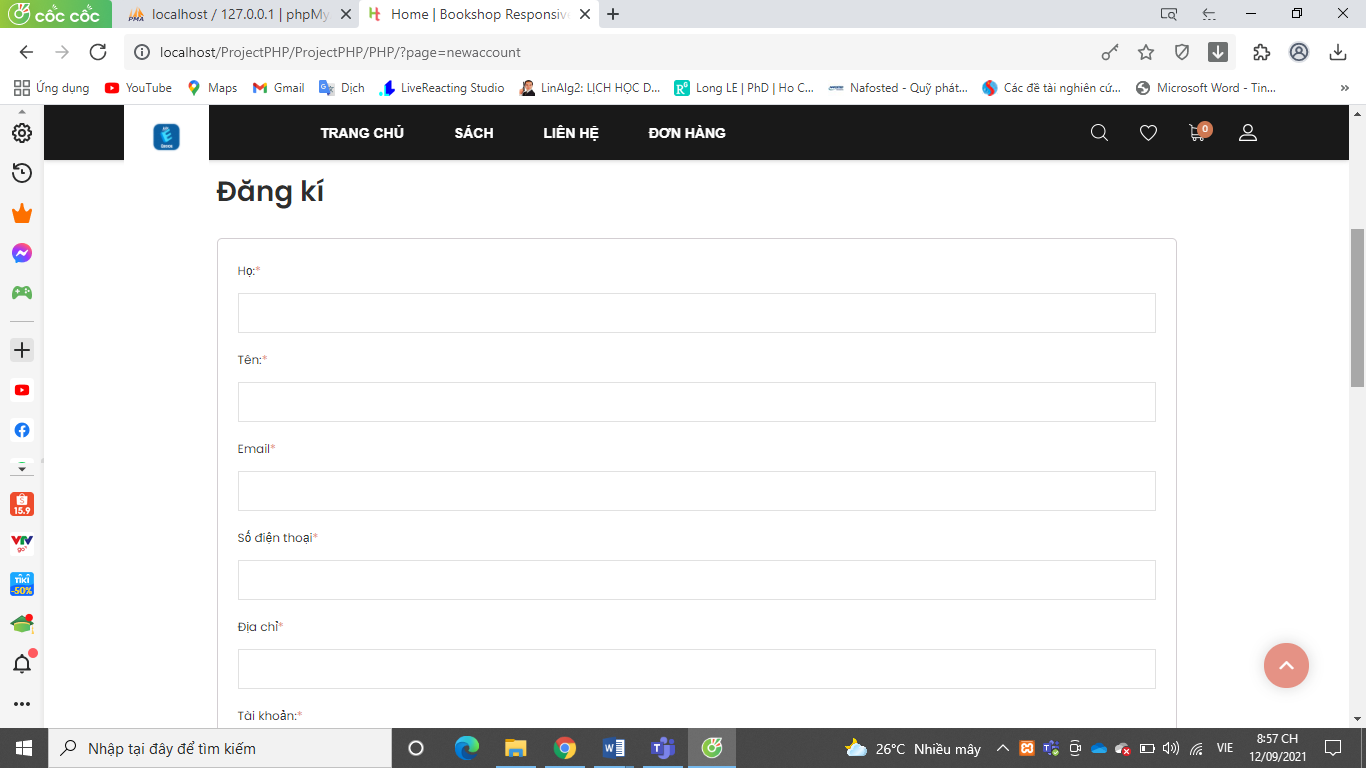 cốc cốc
localhost / 127.0.0.1 | phpMy
Home | Bookshop Responsiv
localhost/ProjectPHP/ProjectPHP/PHP/?page=newaccount
Ứng dụng
YouTube
Maps
Gmail
Dịch
LiveReacting Studio
LinAlg2: LỊCH HỌC D...
Long LE | PhD | Ho C...
Nafosted - Quỹ phát...
Các đề tài nghiên cứ...
Microsoft Word - Tin...
TRANG CHỦ
SÁCH
LIÊN HỆ
ĐƠN HÀNG
0
Đăng kí
Họ:*
Tên:*
Email*
Số điện thoại*
Địa chỉ*
Tài khoản:*
15.9
VTV
go
TIKI
-50%
Nhập tại đây để tìm kiếm
26°C Nhiều mây
VIE
8:57 CH
12/09/2021